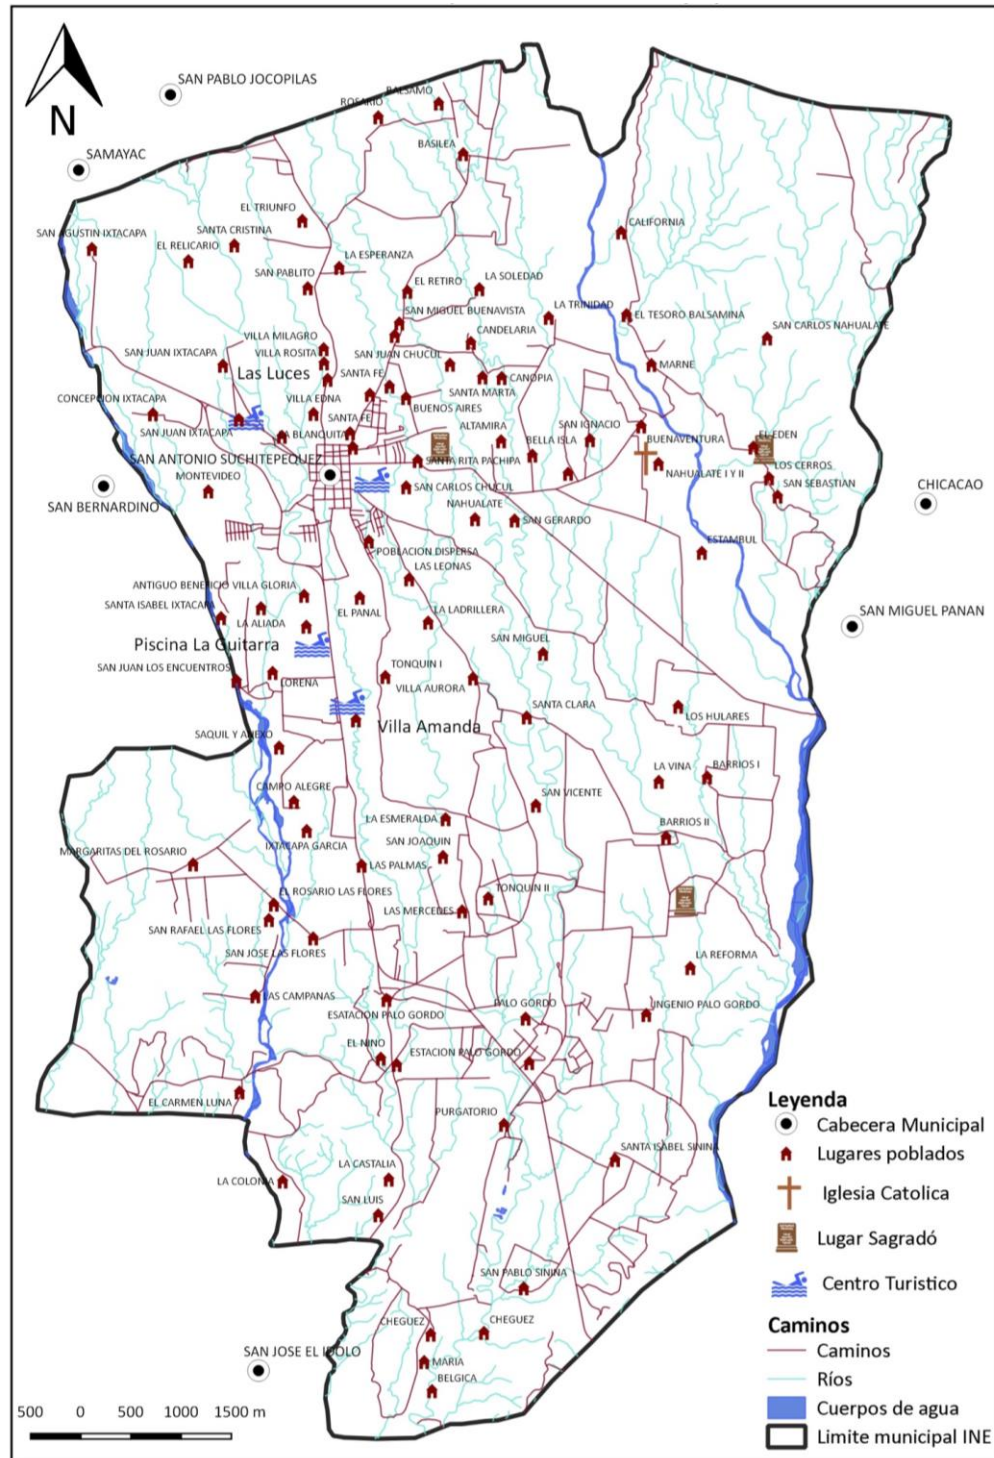 N
SAN PABLO JOCOPILAS
SAMAYAC
BALSAMO
ROSARIO
BASILEA
EL TRIUNFO
SANTA CRISTINA
SAN AGUSTIN IXTACAPA
EL RELICARIO
CALIFORNIA
LA ESPERANZA
SAN PABLITO
EL RETIRO
LA SOLEDAD
LA TRINIDAD
SAN MIGUEL BUENAVISTA
EL TESORO BALSAMINA
CANDELARIA
SAN CARLOS NAHUALATE
VILLA MILAGRO
SAN JUAN IXTACAPA
VILLA ROSITA
SAN JUAN CHUCUL
MARNE
Las Luces
SANTA FE
CANOPIA
SANTA MARTA
CONCEPCION IXTACAPA
VILLA EDNA
BUENOS AIRES
SANTA FE
SAN JUAN IXTACAPA
LA BLANQUITA
ALTAMIRA
SAN IGNACIO
BELLA ISLA
BUENAVENTURA
EL EDEN
SAN ANTONIO SUCHITEPEQUEZ
SANTA RITA PACHIPA
NAHUALATE I Y II
LOS CERROS
MONTEVIDEO
SAN CARLOS CHUCUL
SAN SEBASTIAN
CHICACAO
SAN BERNARDINO
NAHUALATE
SAN GERARDO
ESTAMBUL
POBLACION DISPERSA
LAS LEONAS
ANTIGUO BENEFICIO VILLA GLORIA
SANTA ISABEL IXTACAPA
EL PANAL
LA LADRILLERA
SAN MIGUEL PANAN
LA ALIADA
SAN MIGUEL
Piscina La Guitarra
SAN JUAN LOS ENCUENTROS
TONQUIN I
LORENA
VILLA AURORA
SANTA CLARA
LOS HULARES
Villa Amanda
SAQUIL Y ANEXO
LA VINA
BARRIOS I
CAMPO ALEGRE
SAN VICENTE
LA ESMERALDA
BARRIOS II
IXTACAPA GARCIA
SAN JOAQUIN
MARGARITAS DEL ROSARIO
LAS PALMAS
EL ROSARIO LAS FLORES
TONQUIN II
LAS MERCEDES
SAN RAFAEL LAS FLORES
SAN JOSE LAS FLORES
LA REFORMA
LAS CAMPANAS
ESATACION PALO GORDO
PALO GORDO
INGENIO PALO GORDO
EL NINO
ESTACION PALO GORDO
EL CARMEN LUNA
PURGATORIO
SANTA ISABEL SININA
LA CASTALIA
LA COLONIA
SAN LUIS
SAN PABLO SININA
CHEGUEZ
CHEGUEZ
SAN JOSE EL IDOLO
MARIA
BELGICA
500 0 500 1000 1500 m
Leyenda
Cabecera Municipal
Lugares poblados
Iglesia Catolica
Lugar Sagradó
Centro Turistico
Caminos
Caminos
Ríos
Cuerpos de agua
Limite municipal INE